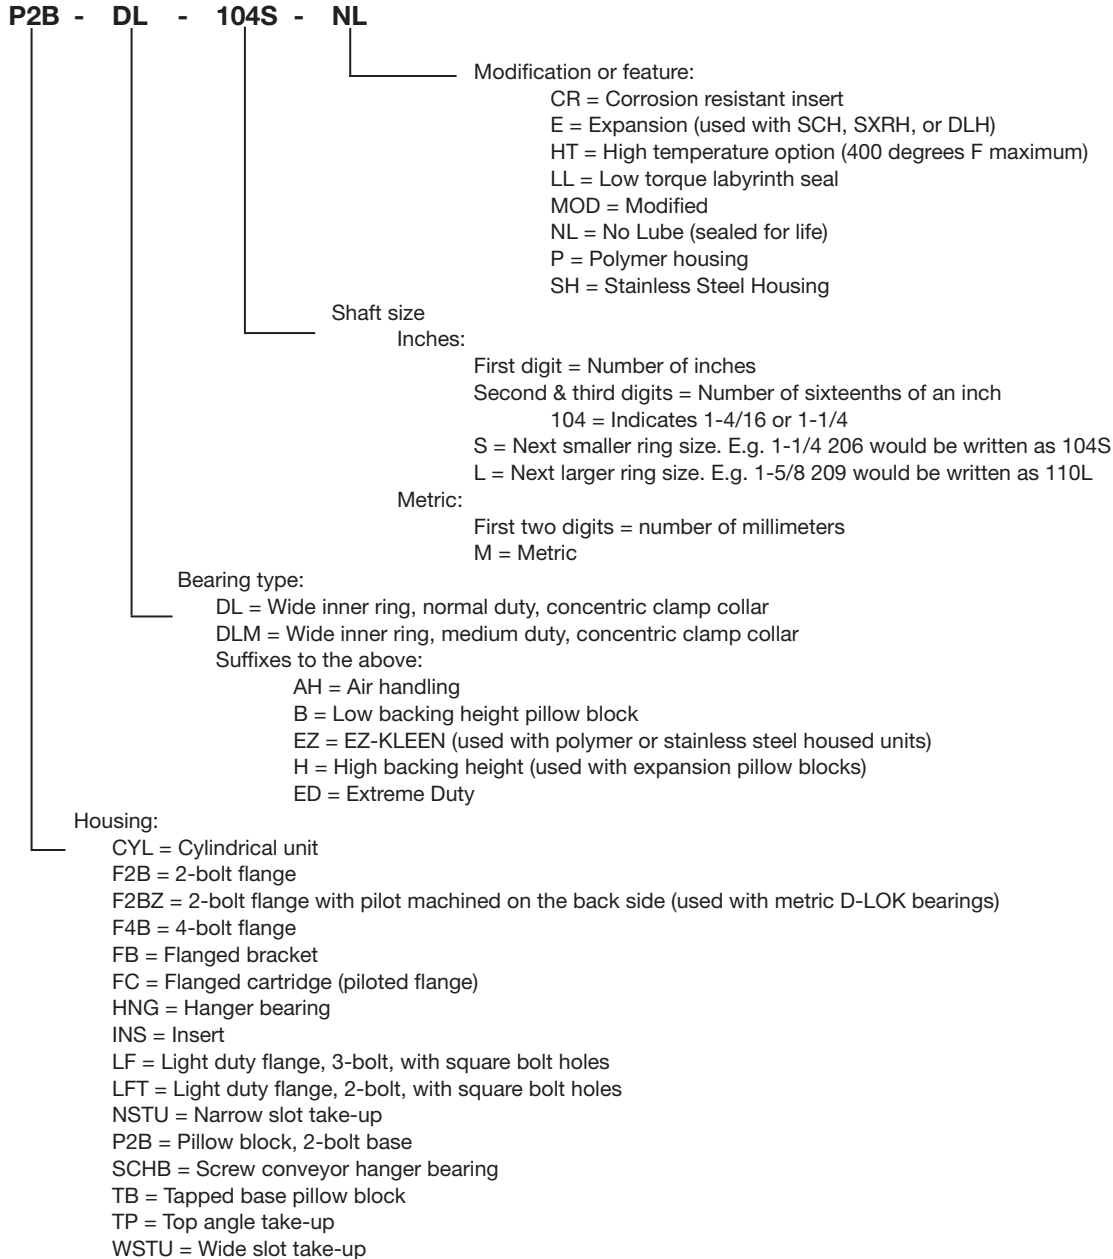 P2B - DL - 104S - NL
Modification or feature:
CR = Corrosion resistant insert
E = Expansion (used with SCH, SXRH, or DLH)
HT = High temperature option (400 degrees F maximum)
LL = Low torque labyrinth seal
MOD = Modified
NL = No Lube (sealed for life)
P = Polymer housing
SH = Stainless Steel Housing
Shaft size
Inches:
First digit = Number of inches
Second & third digits = Number of sixteenths of an inch
104 = Indicates 1-4/16 or 1-1/4
S = Next smaller ring size. E.g. 1-1/4 206 would be written as 104S
L = Next larger ring size. E.g. 1-5/8 209 would be written as 110L
Metric:
First two digits = number of millimeters
M = Metric
Bearing type:
DL = Wide inner ring, normal duty, concentric clamp collar
DLM = Wide inner ring, medium duty, concentric clamp collar
Suffixes to the above:
AH = Air handling
B = Low backing height pillow block
EZ = EZ-KLEEN (used with polymer or stainless steel housed units)
H = High backing height (used with expansion pillow blocks)
ED = Extreme Duty
Housing:
CYL = Cylindrical unit
F2B = 2-bolt flange
F2BZ = 2-bolt flange with pilot machined on the back side (used with metric D-LOK bearings)
F4B = 4-bolt flange
FB = Flanged bracket
FC = Flanged cartridge (piloted flange)
HNG = Hanger bearing
INS = Insert
LF = Light duty flange, 3-bolt, with square bolt holes
LFT = Light duty flange, 2-bolt, with square bolt holes
NSTU = Narrow slot take-up
P2B = Pillow block, 2-bolt base
SCHB = Screw conveyor hanger bearing
TB = Tapped base pillow block
TP = Top angle take-up
WSTU = Wide slot take-up